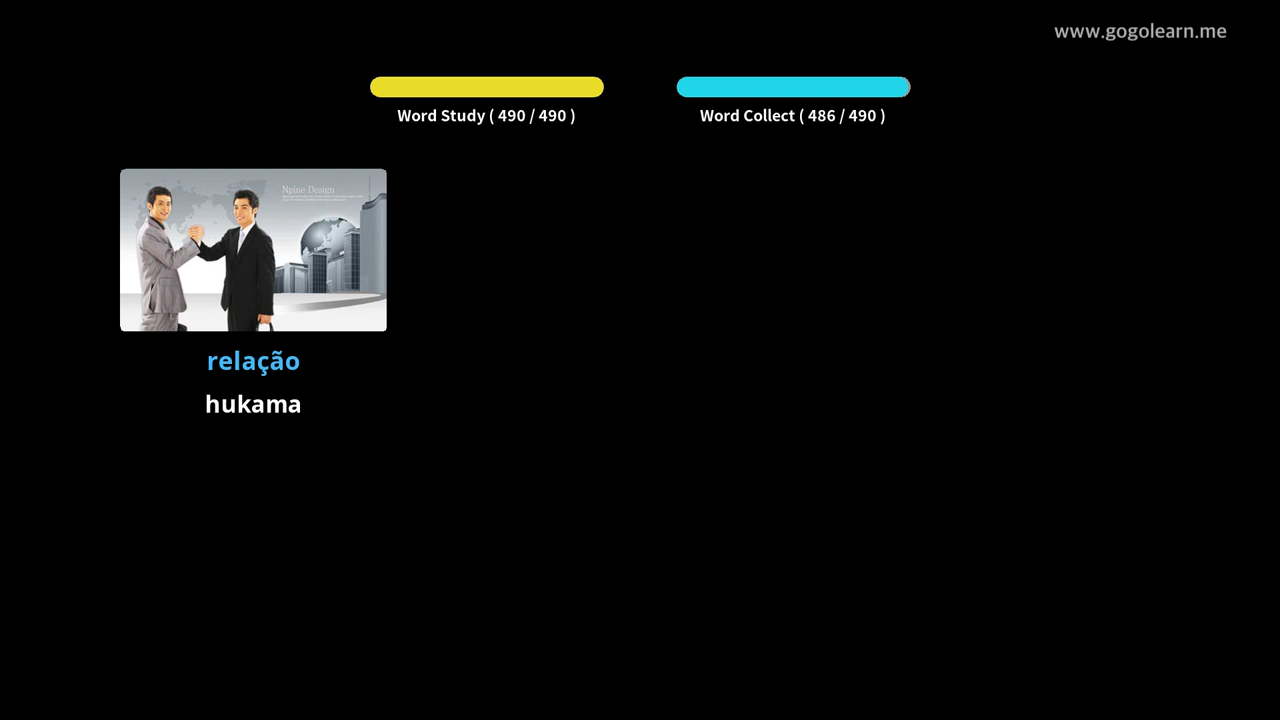 www.gogolearn.me
Word Study ( 490 / 490 )
Word Collect ( 486 / 490 )
Npine Design
relação
hukama